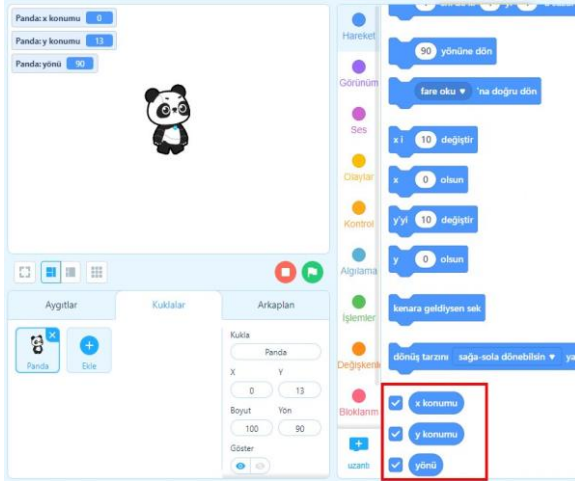 Panda: x konumu 0
Panda: y konumu 13
Panda: yönü 90
Aygıtlar Kuklalar Arkaplan
Panda
Ekle
Kukla
Panda
X Y
0 13
Boyut Yön
100 90
Göster
Hareket
Görünüm
Ses
Olaylar
Kontrol
Algılama
İşlemler
Değişkenl
Bloklarım
uzantı
90 yönüne dön
fare oku 'na doğru dön
x i 10 değiştir
x 0 olsun
y'yi 10 değiştir
y 0 olsun
kenara geldiysen sek
dönüş tarzını sağa-sola dönebilsin ya
x konumu
y konumu
yönü